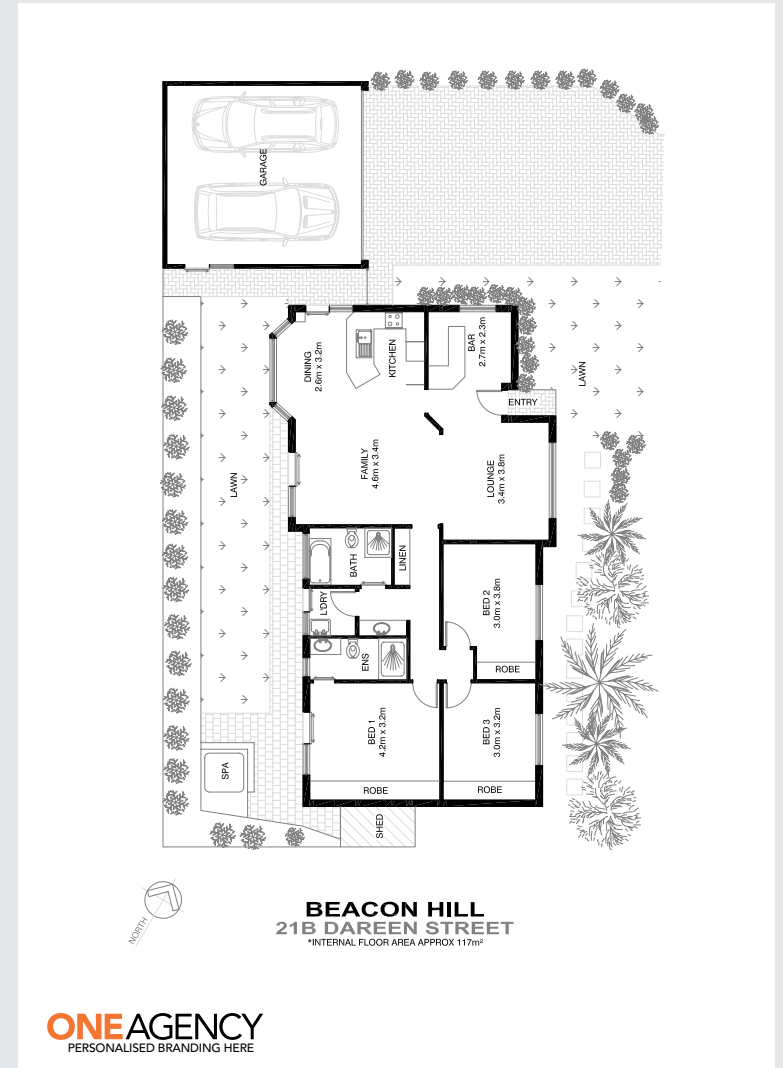 GARAGE
DINING
2.6m x 3.2m
KITCHEN
BAR
2.7m x 2.3m
LAWN
ENTRY
FAMILY
4.6m x 3.4m
LOUNGE
3.4m x 3.8m
LAWN
BATH
LINEN
L'DRY
BED 2
3.0m x 3.8m
ENS
ROBE
BED 1
4.2m x 3.2m
BED 3
3.0m x 3.2m
SPA
ROBE
ROBE
SHED
NORTH
BEACON HILL
21B DAREEN STREET
*INTERNAL FLOOR AREA APPROX 117m²
ONEAGENCY
PERSONALISED BRANDING HERE